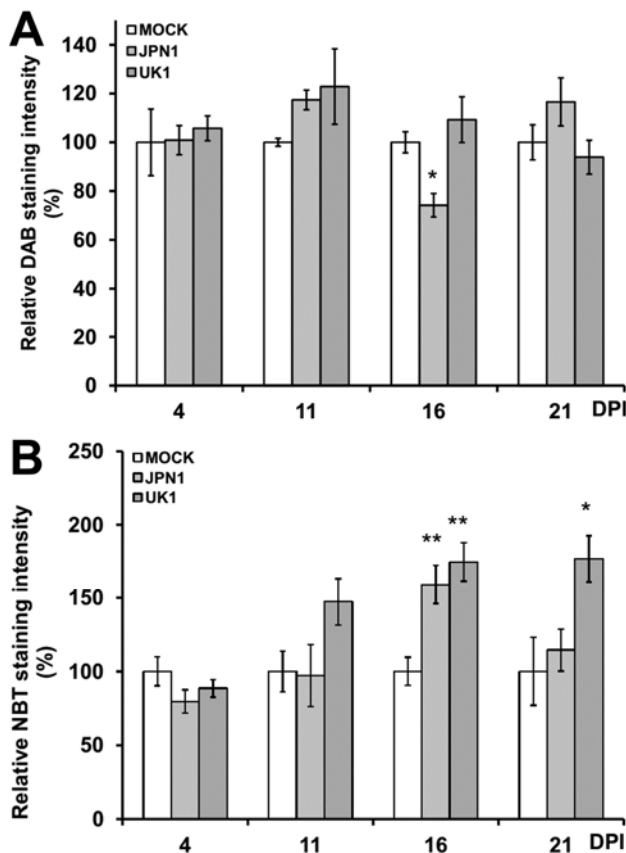 A
MOCK
JPN1
UK1
Relative DAB staining intensity
(%)
140
120
100
80
60
40
20
0
*
4 11 16 21 DPI
B
MOCK
JPN1
UK1
Relative NBT staining intensity
(%)
250
200
150
100
50
0
** ** *
4 11 16 21 DPI